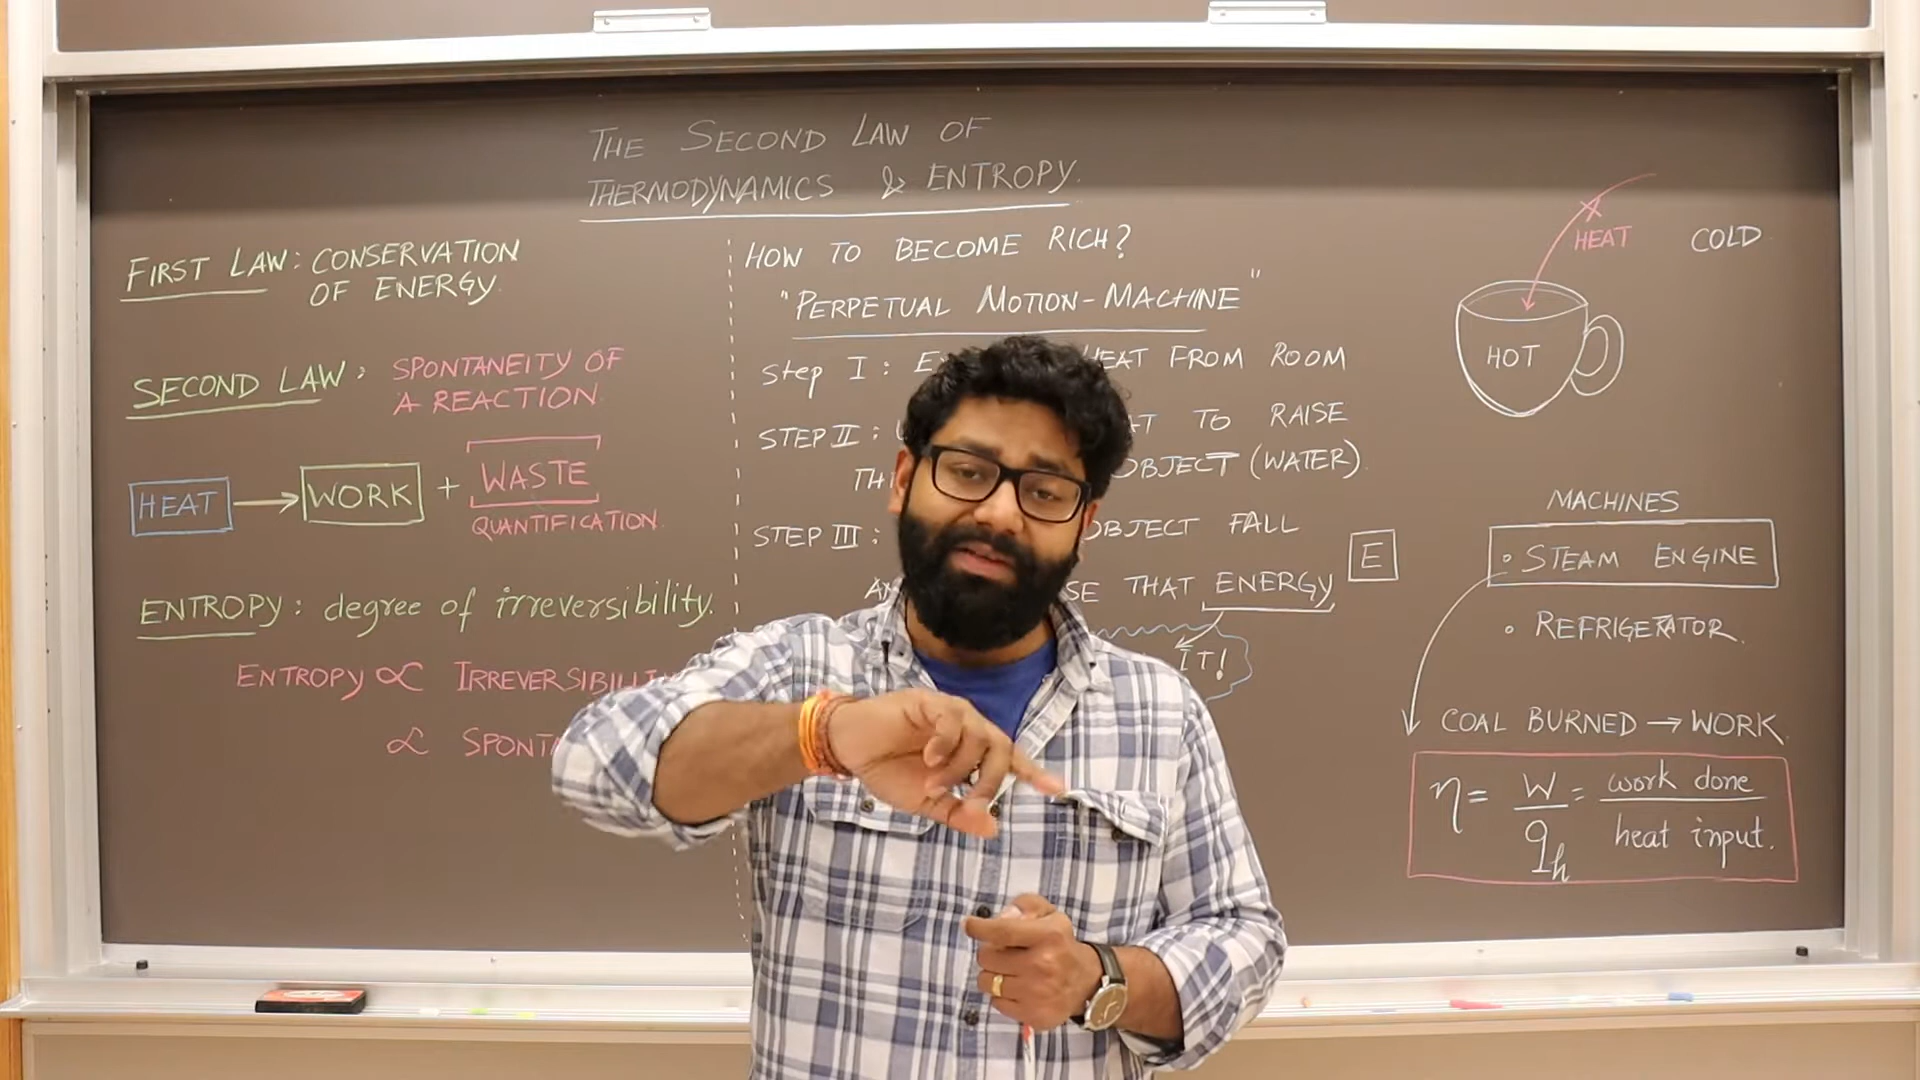 THE SECOND LAW OF
THERMODYNAMICS & ENTROPY.
FIRST LAW: CONSERVATION
OF ENERGY.
SECOND LAW: SPONTANEITY OF
A REACTION.
HEAT → WORK + WASTE
QUANTIFICATION.
ENTROPY: degree of irreversibility.
ENTROPY ∝ IRREVERSIBILI
∝ SPONTA
HOW TO BECOME RICH?
"PERPETUAL MOTION-MACHINE"
Step I: HEAT FROM ROOM
STEP II: TO RAISE
OBJECT (WATER).
STEP III: OBJECT FALL
THAT ENERGY
IT!
E
HEAT
COLD
HOT
MACHINES
• STEAM ENGINE
• REFRIGERATOR.
COAL BURNED → WORK.
η = W/qh = work done / heat input.